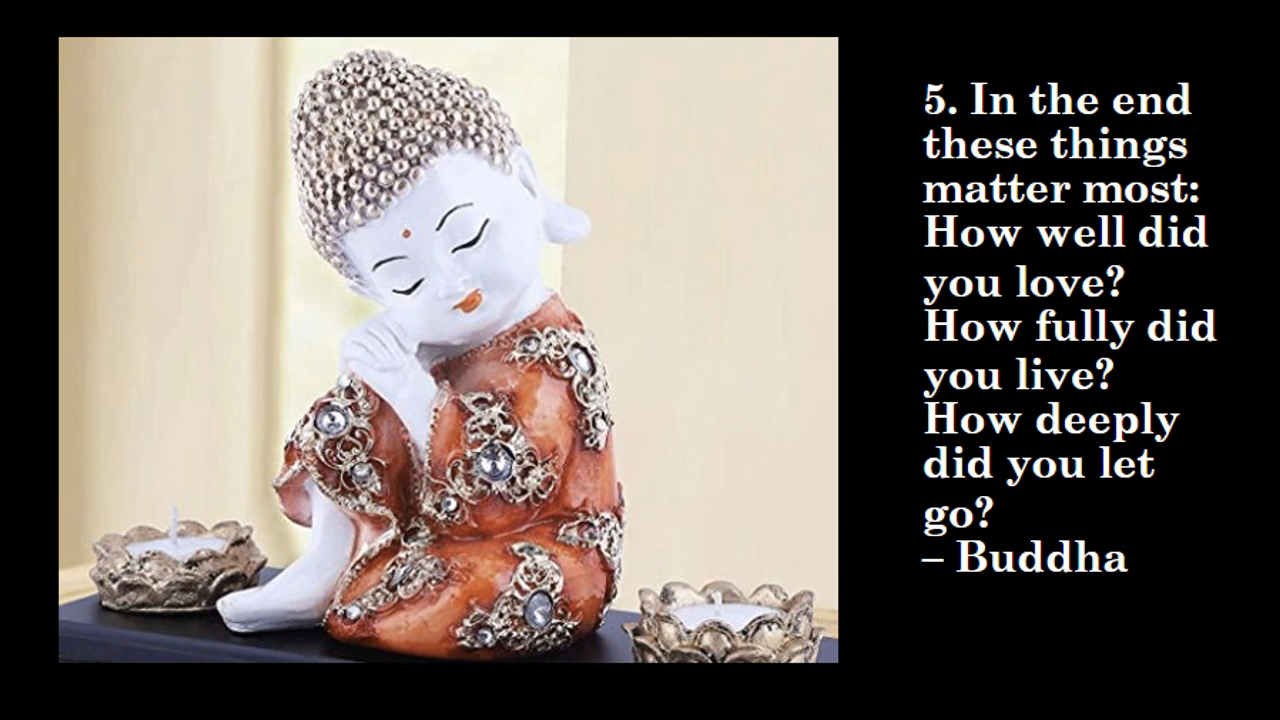 5. In the end
these things
matter most:
How well did
you love?
How fully did
you live?
How deeply
did you let
go?
– Buddha